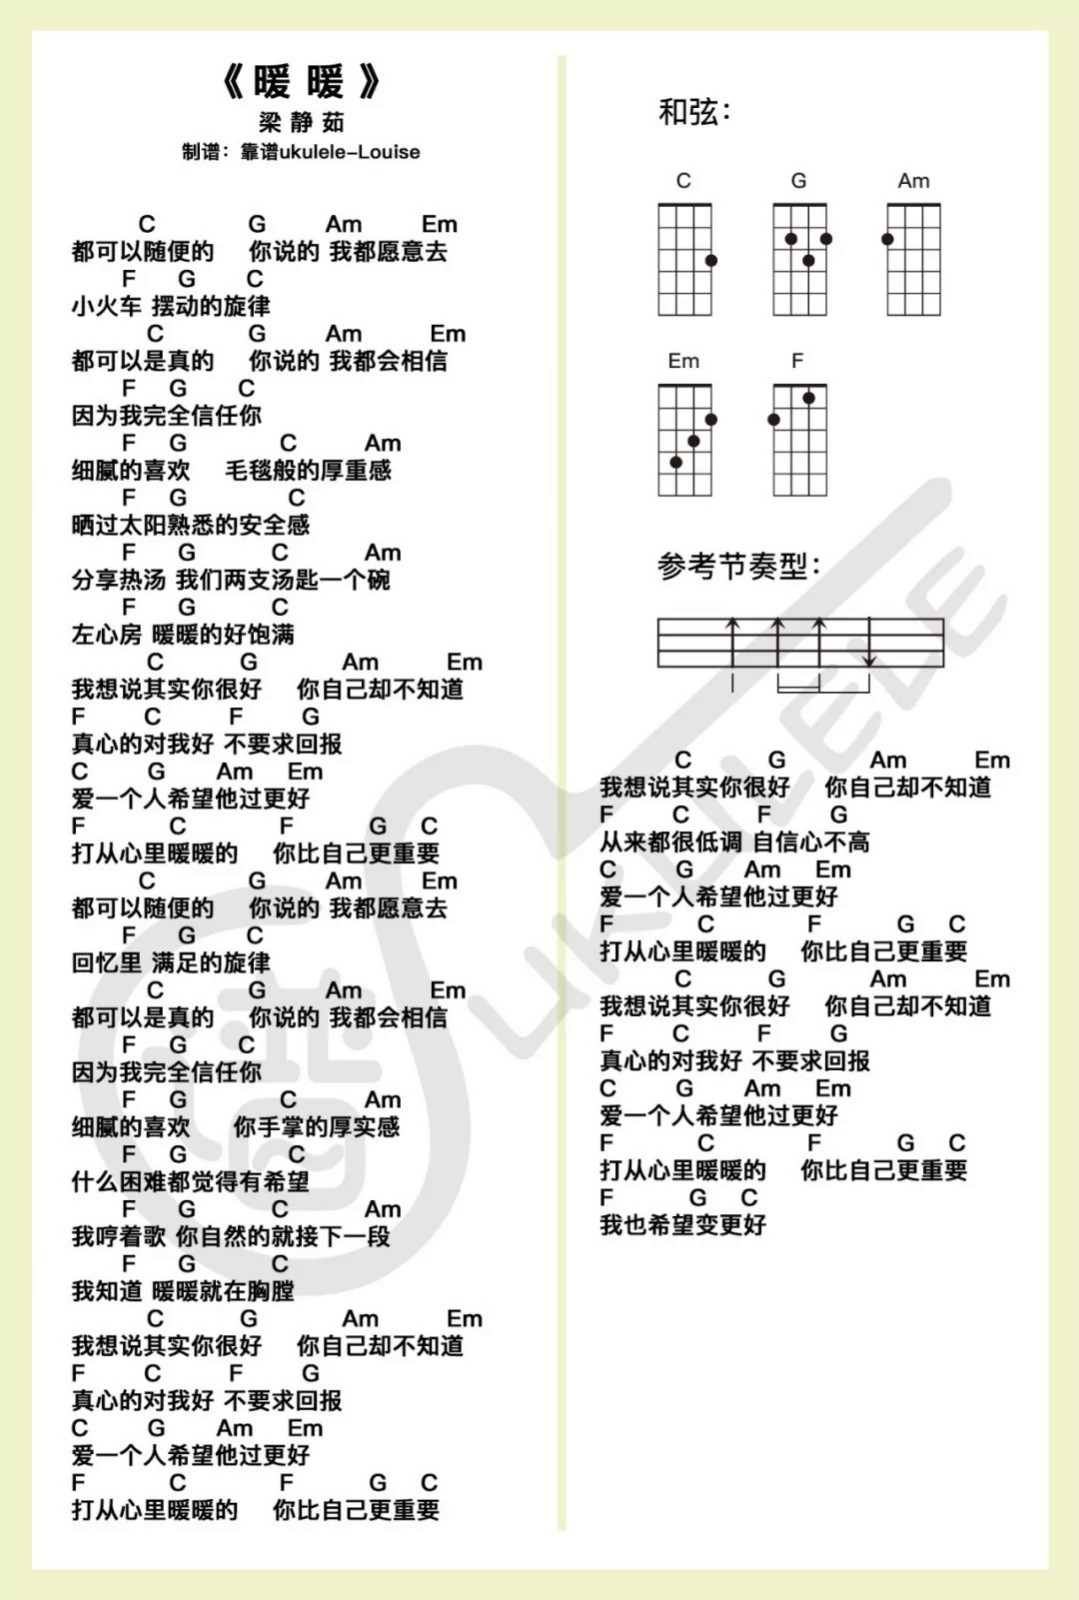 《暖暖》
梁静茹
制谱：靠谱ukulele-Louise
C G Am Em
都可以随便的 你说的 我都愿意去
F G C
小火车 摆动的旋律
C G Am Em
都可以是真的 你说的 我都会相信
F G C
因为我完全信任你
F G C Am
细腻的喜欢 毛毯般的厚重感
F G C
晒过太阳熟悉的安全感
F G C Am
分享热汤 我们两支汤匙一个碗
F G C
左心房 暖暖的好饱满
C G Am Em
我想说其实你很好 你自己却不知道
F C F G
真心的对我好 不要求回报
C G Am Em
爱一个人希望他过更好
F C F G C
打从心里暖暖的 你比自己更重要
C G Am Em
都可以随便的 你说的 我都愿意去
F G C
回忆里 满足的旋律
C G Am Em
都可以是真的 你说的 我都会相信
F G C
因为我完全信任你
F G C Am
细腻的喜欢 你手掌的厚实感
F G C
什么困难都觉得有希望
F G C Am
我哼着歌 你自然的就接下一段
F G C
我知道 暖暖就在胸膛
C G Am Em
我想说其实你很好 你自己却不知道
F C F G
真心的对我好 不要求回报
C G Am Em
爱一个人希望他过更好
F C F G C
打从心里暖暖的 你比自己更重要
和弦：
C G Am
Em F
参考节奏型：
C G Am Em
我想说其实你很好 你自己却不知道
F C F G
从来都很低调 自信心不高
C G Am Em
爱一个人希望他过更好
F C F G C
打从心里暖暖的 你比自己更重要
C G Am Em
我想说其实你很好 你自己却不知道
F C F G
真心的对我好 不要求回报
C G Am Em
爱一个人希望他过更好
F C F G C
打从心里暖暖的 你比自己更重要
F G C
我也希望变更好
UKULELE